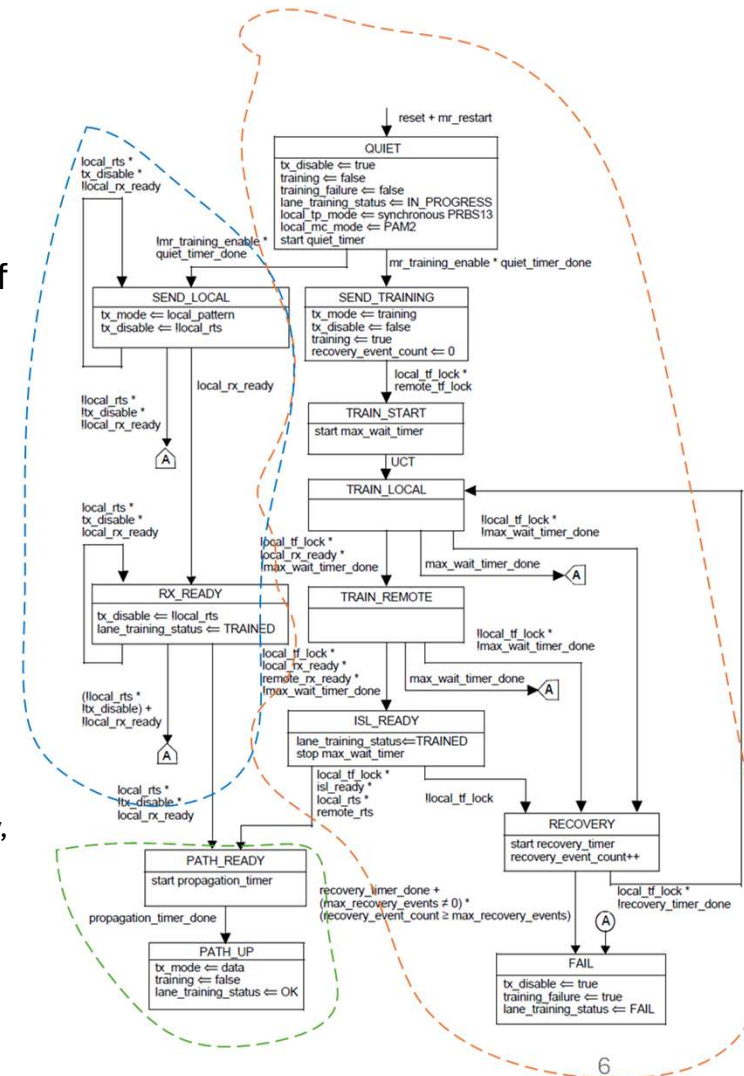 reset + mr_restart
QUIET
tx_disable ⇐ true
training ⇐ false
training_failure ⇐ false
lane_training_status ⇐ IN_PROGRESS
local_tp_mode ⇐ synchronous PRBS13
local_mc_mode ⇐ PAM2
start quiet_timer
local_rts *
tx_disable *
!local_rx_ready
!mr_training_enable *
quiet_timer_done
mr_training_enable * quiet_timer_done
f
SEND_LOCAL
tx_mode ⇐ local_pattern
tx_disable ⇐ !local_rts
SEND_TRAINING
tx_mode ⇐ training
tx_disable ⇐ false
training ⇐ true
recovery_event_count ⇐ 0
local_rx_ready
!local_rts *
!tx_disable *
!local_rx_ready
A
local_tf_lock *
remote_tf_lock
TRAIN_START
start max_wait_timer
UCT
TRAIN_LOCAL
local_rts *
tx_disable *
!local_rx_ready
local_tf_lock *
local_rx_ready *
!max_wait_timer_done
max_wait_timer_done
A
!local_tf_lock *
!max_wait_timer_done
RX_READY
tx_disable ⇐ !local_rts
lane_training_status ⇐ TRAINED
TRAIN_REMOTE
local_tf_lock *
local_rx_ready *
remote_rx_ready *
!max_wait_timer_done
max_wait_timer_done
A
!local_tf_lock *
!max_wait_timer_done
(!local_rts *
!tx_disable) +
!local_rx_ready
A
ISL_READY
lane_training_status⇐TRAINED
stop max_wait_timer
local_rts *
!tx_disable *
local_rx_ready
local_tf_lock *
isl_ready *
local_rts *
remote_rts
!local_tf_lock
RECOVERY
start recovery_timer
recovery_event_count++
,
PATH_READY
start propagation_timer
recovery_timer_done +
(max_recovery_events ≠ 0) *
(recovery_event_count ≥ max_recovery_events)
local_tf_lock *
!recovery_timer_done
A
propagation_timer_done
PATH_UP
tx_mode ⇐ data
training ⇐ false
lane_training_status ⇐ OK
FAIL
tx_disable ⇐ true
training_failure ⇐ true
lane_training_status ⇐ FAIL
6